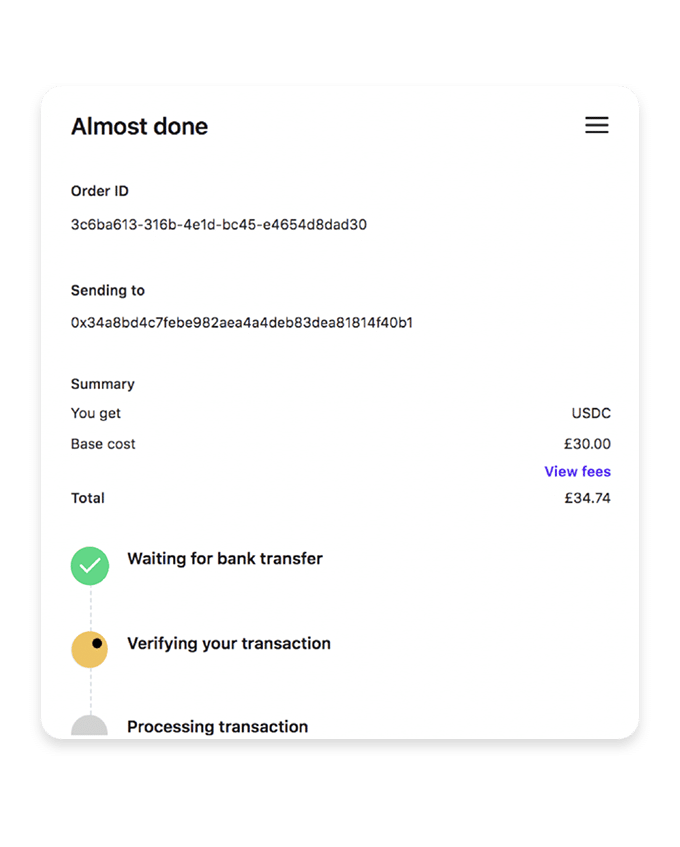 Almost done
Order ID
3c6ba613-316b-4e1d-bc45-e4654d8dad30
Sending to
0x34a8bd4c7febe982aea4a4deb83dea81814f40b1
Summary
You get USDC
Base cost £30.00
View fees
Total £34.74
Waiting for bank transfer
Verifying your transaction
Processing transaction